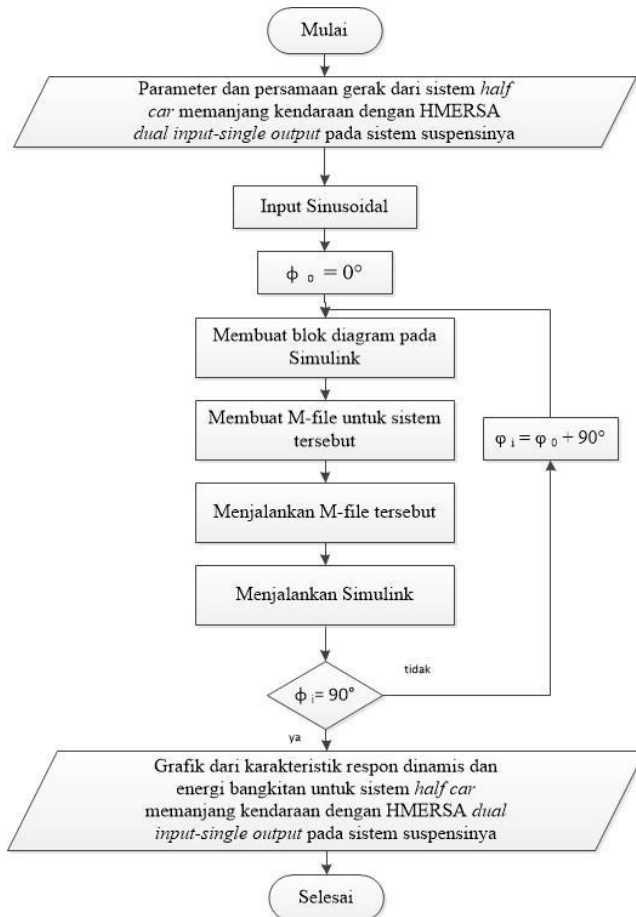 Mulai
Parameter dan persamaan gerak dari sistem half
car memanjang kendaraan dengan HMERSA
dual input-single output pada sistem suspensinya
Input Sinusoidal
ϕ ₀ = 0°
Membuat blok diagram pada
Simulink
Membuat M-file untuk sistem
tersebut
φ ᵢ = φ ₀ + 90°
Menjalankan M-file tersebut
Menjalankan Simulink
tidak
ϕ ᵢ= 90°
ya
Grafik dari karakteristik respon dinamis dan
energi bangkitan untuk sistem half car
memanjang kendaraan dengan HMERSA dual
input-single output pada sistem suspensinya
Selesai